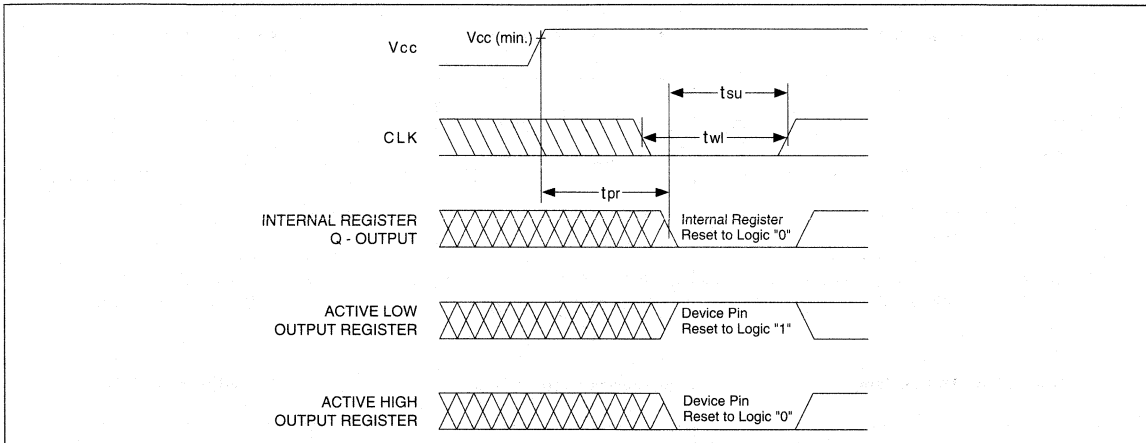 Vcc
Vcc (min.)
tsu
CLK
twl
tpr
INTERNAL REGISTER
Q - OUTPUT
Internal Register
Reset to Logic "0"
ACTIVE LOW
OUTPUT REGISTER
Device Pin
Reset to Logic "1"
ACTIVE HIGH
OUTPUT REGISTER
Device Pin
Reset to Logic "0"